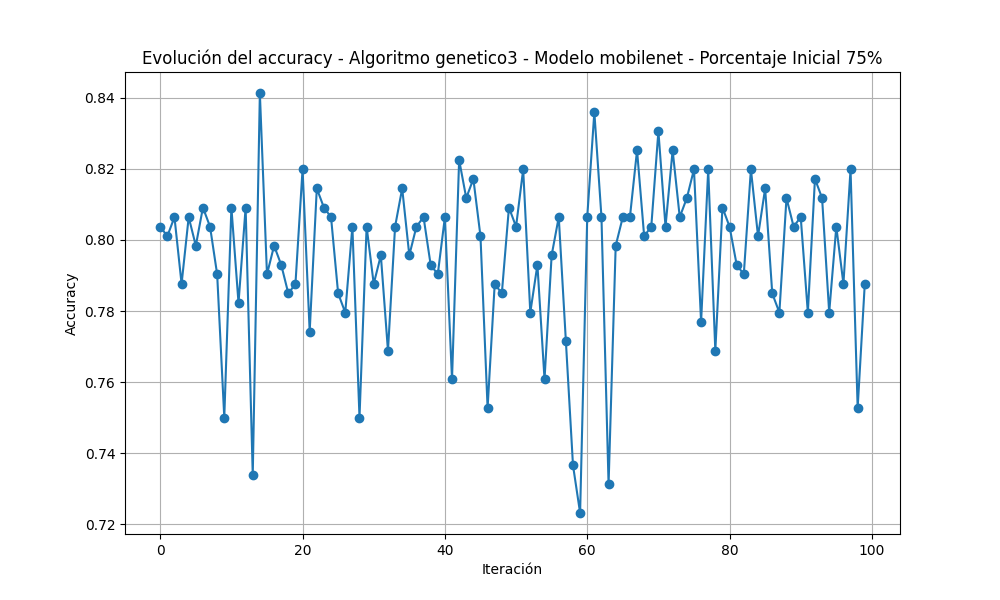 Evolución del accuracy - Algoritmo genetico3 - Modelo mobilenet - Porcentaje Inicial 75%
0.84
0.82
0.80
0.78
0.76
0.74
0.72
Accuracy
0 20 40 60 80 100
Iteración